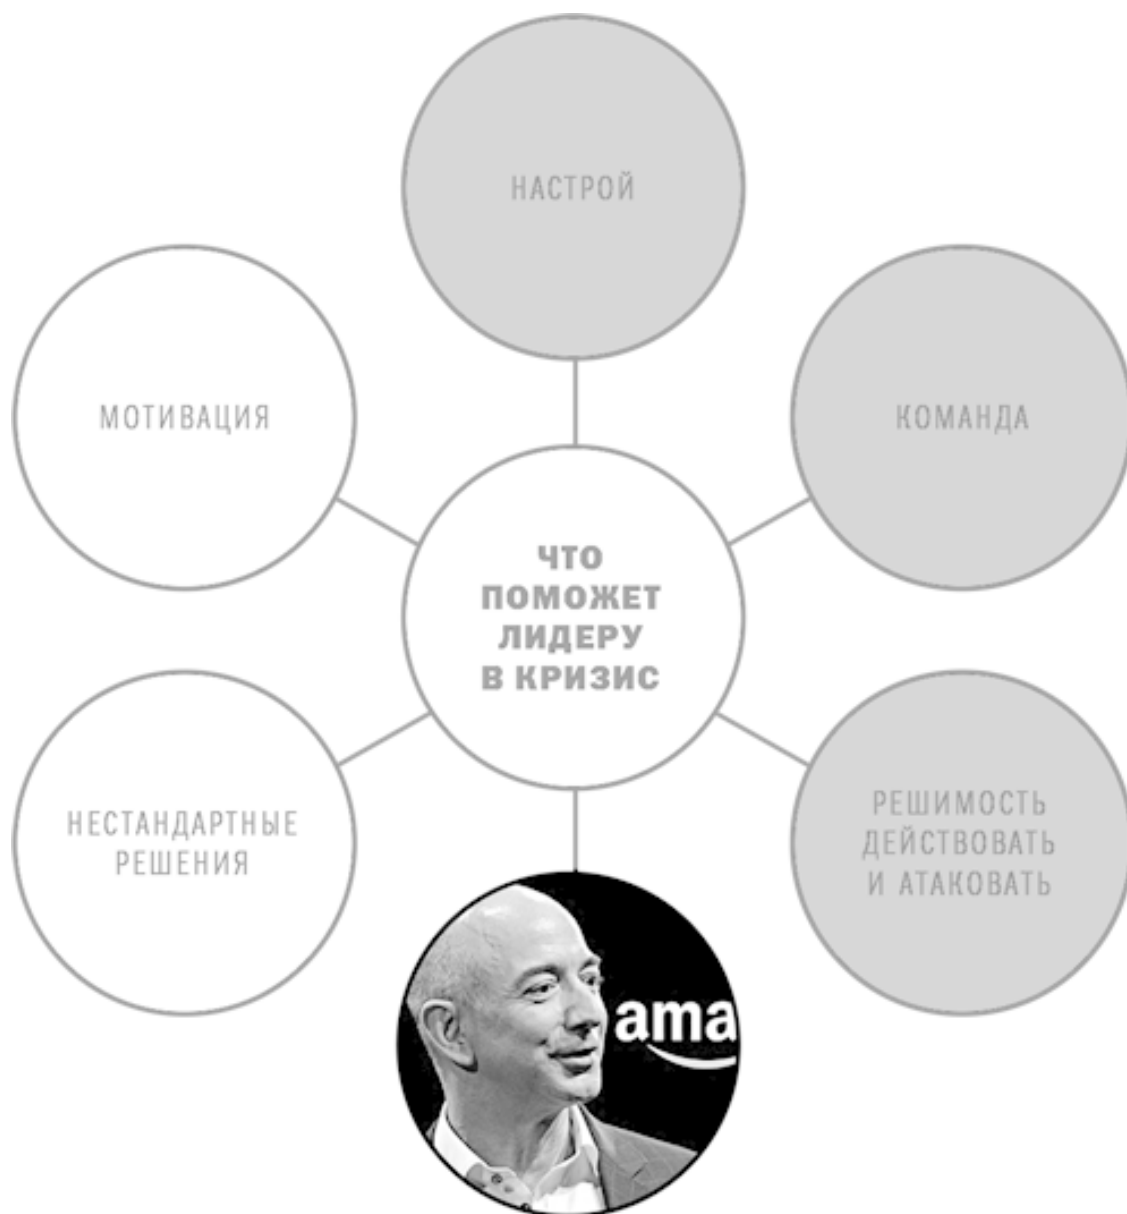 НАСТРОЙ
МОТИВАЦИЯ
КОМАНДА
ЧТО
ПОМОЖЕТ
ЛИДЕРУ
В КРИЗИС
НЕСТАНДАРТНЫЕ
РЕШЕНИЯ
РЕШИМОСТЬ
ДЕЙСТВОВАТЬ
И АТАКОВАТЬ
ama